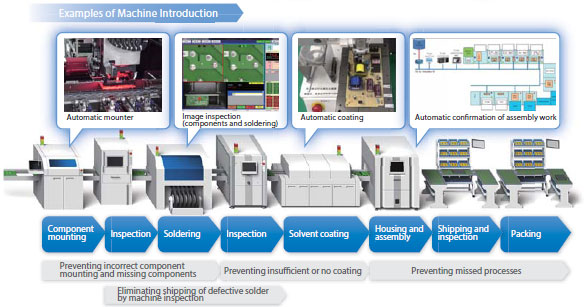 Examples of Machine Introduction
Automatic mounter
Image inspection
(components and soldering)
Automatic coating
Automatic confirmation of assembly work
Component
mounting
Inspection
Soldering
Inspection
Solvent coating
Housing and
assembly
Shipping and
inspection
Packing
Preventing incorrect component
mounting and missing components
Preventing insufficient or no coating
Preventing missed processes
Eliminating shipping of defective solder
by machine inspection